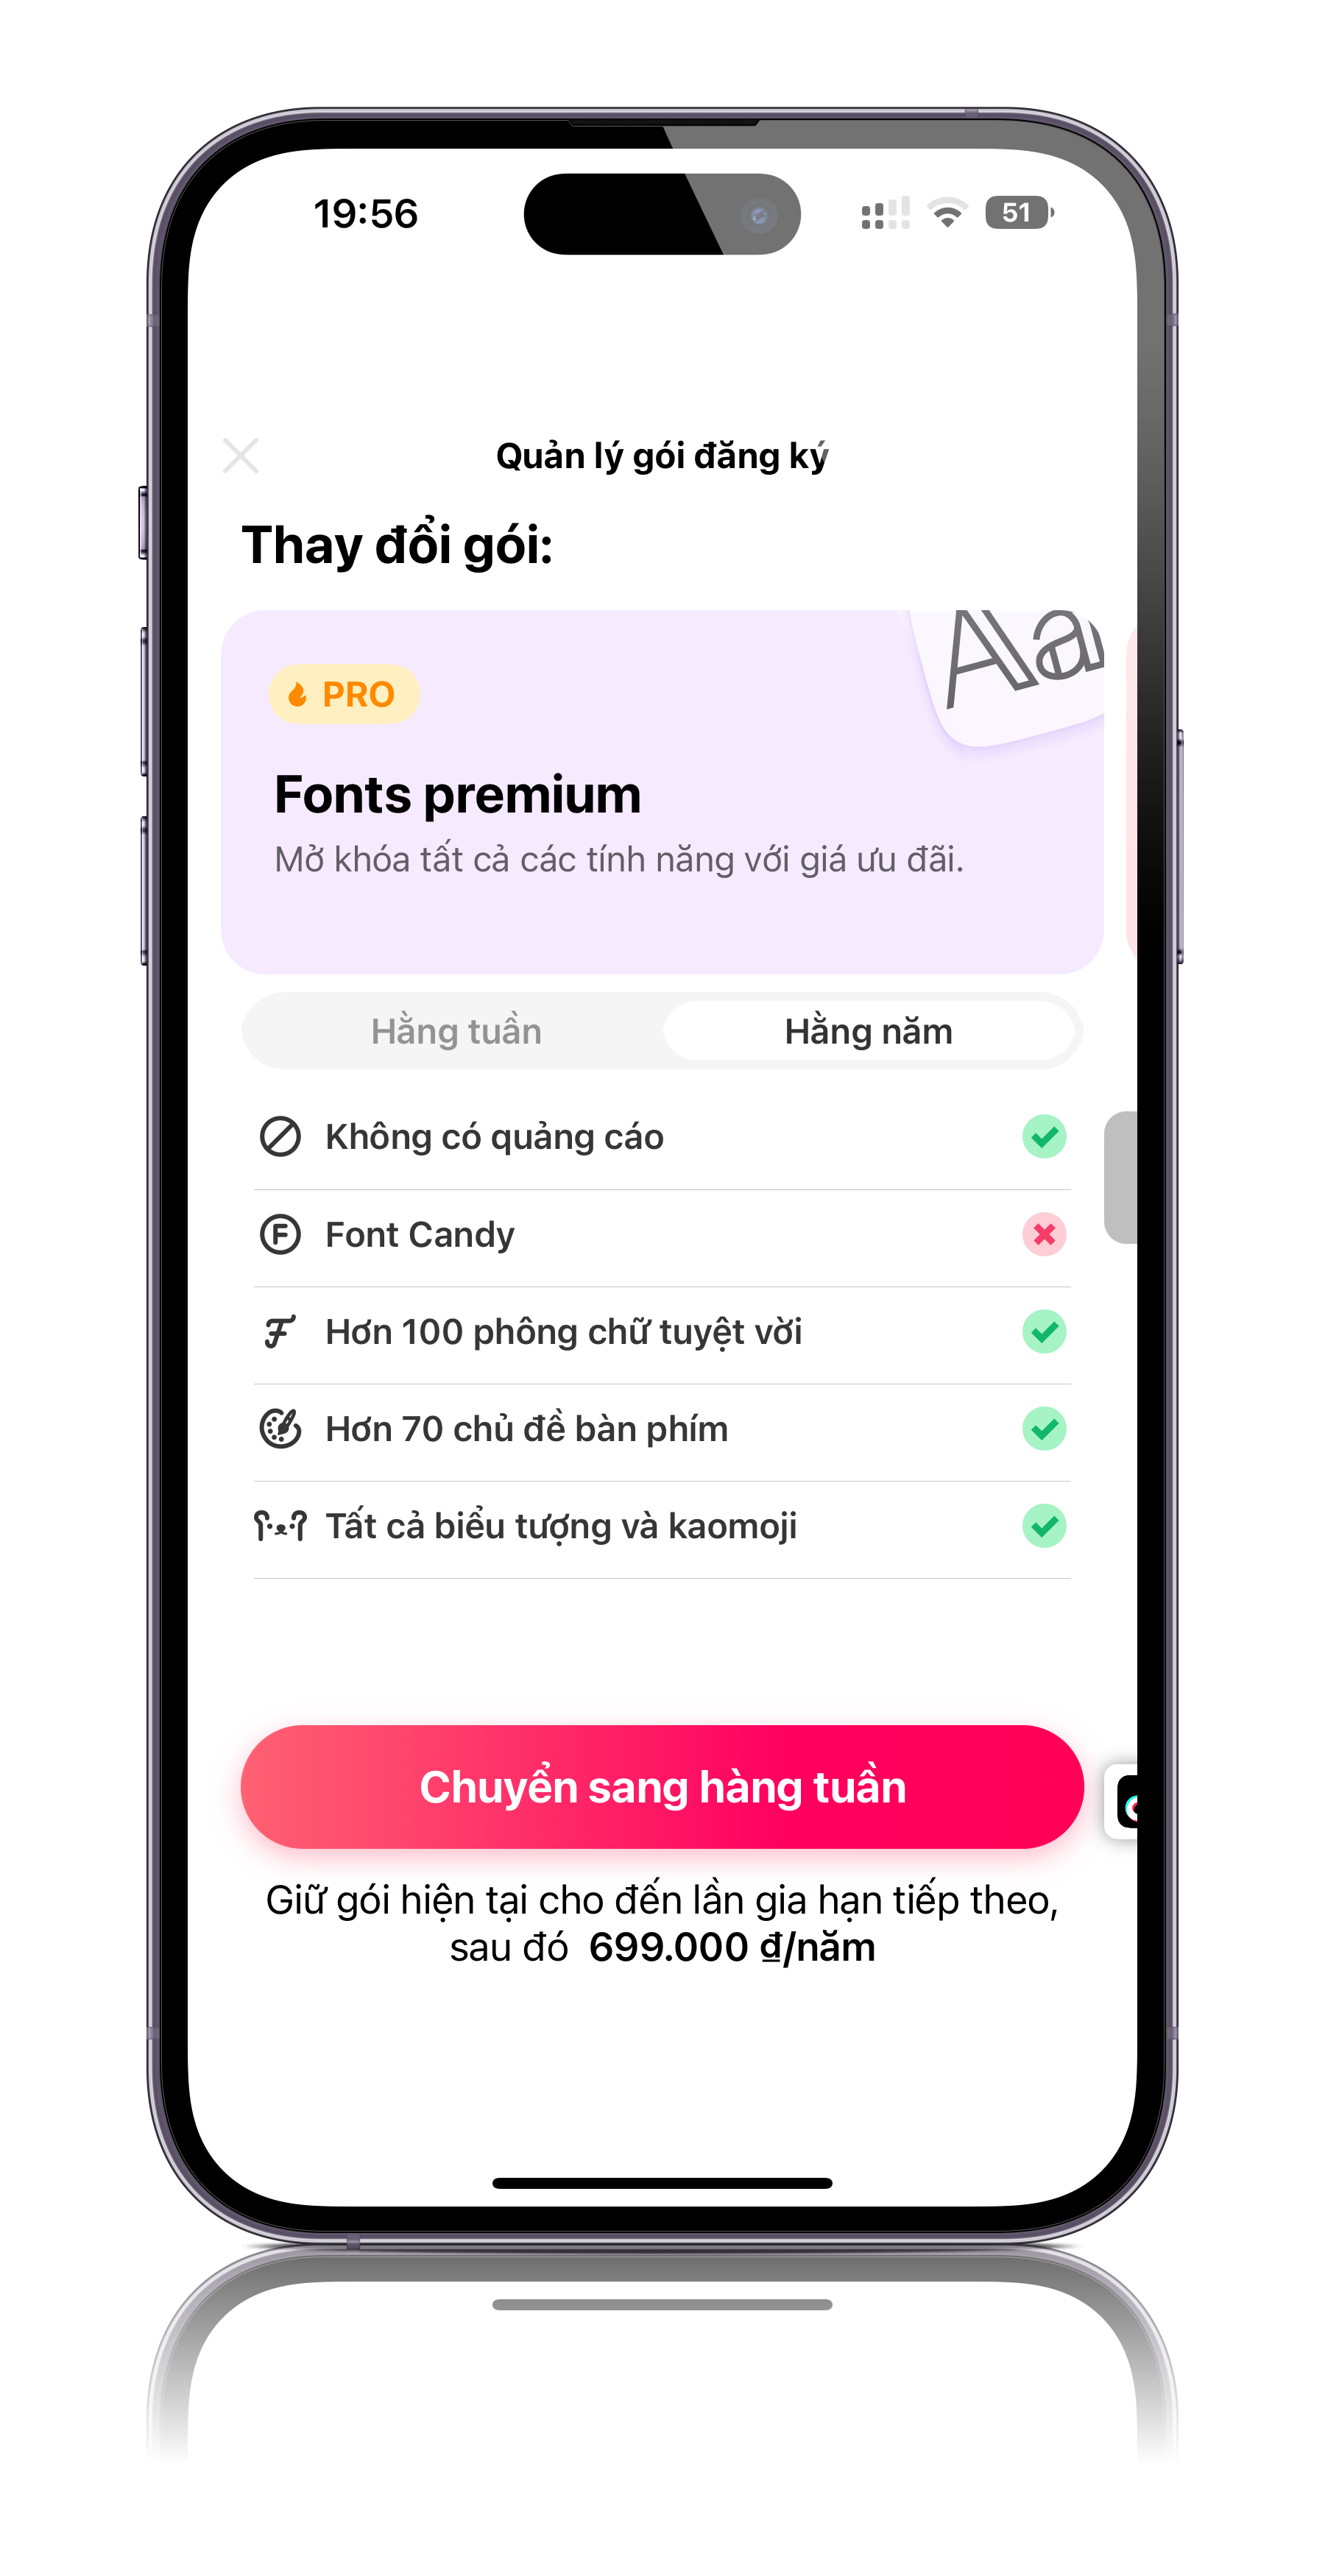 19:56
51
Quản lý gói đăng ký
Thay đổi gói:
Aa
PRO
Fonts premium
Mở khóa tất cả các tính năng với giá ưu đãi.
Hằng tuần
Hằng năm
Không có quảng cáo
Font Candy
Hơn 100 phông chữ tuyệt vời
Hơn 70 chủ đề bàn phím
Tất cả biểu tượng và kaomoji
Chuyển sang hàng tuần
Giữ gói hiện tại cho đến lần gia hạn tiếp theo,
sau đó 699.000 ₫/năm